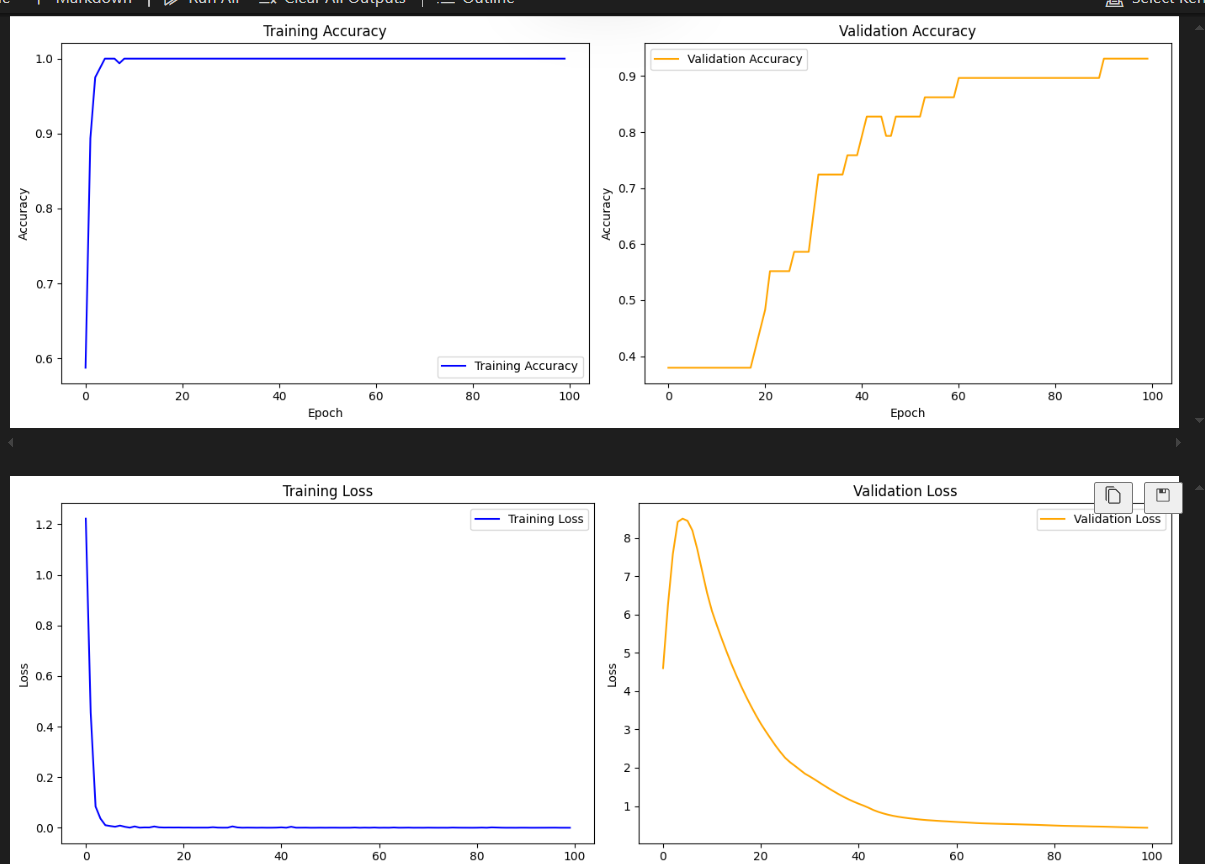 Markdown Run All Clear All Outputs Outline Select
Training Accuracy
Validation Accuracy
1.0
0.9
0.8
0.7
0.6
Accuracy
Training Accuracy
0 20 40 60 80 100
Epoch
Validation Accuracy
0.9
0.8
0.7
0.6
0.5
0.4
Accuracy
0 20 40 60 80 100
Epoch
Training Loss
Validation Loss
1.2
1.0
0.8
0.6
0.4
0.2
0.0
Loss
Training Loss
0 20 40 60 80 100
Validation Loss
8
7
6
5
4
3
2
1
Loss
0 20 40 60 80 100